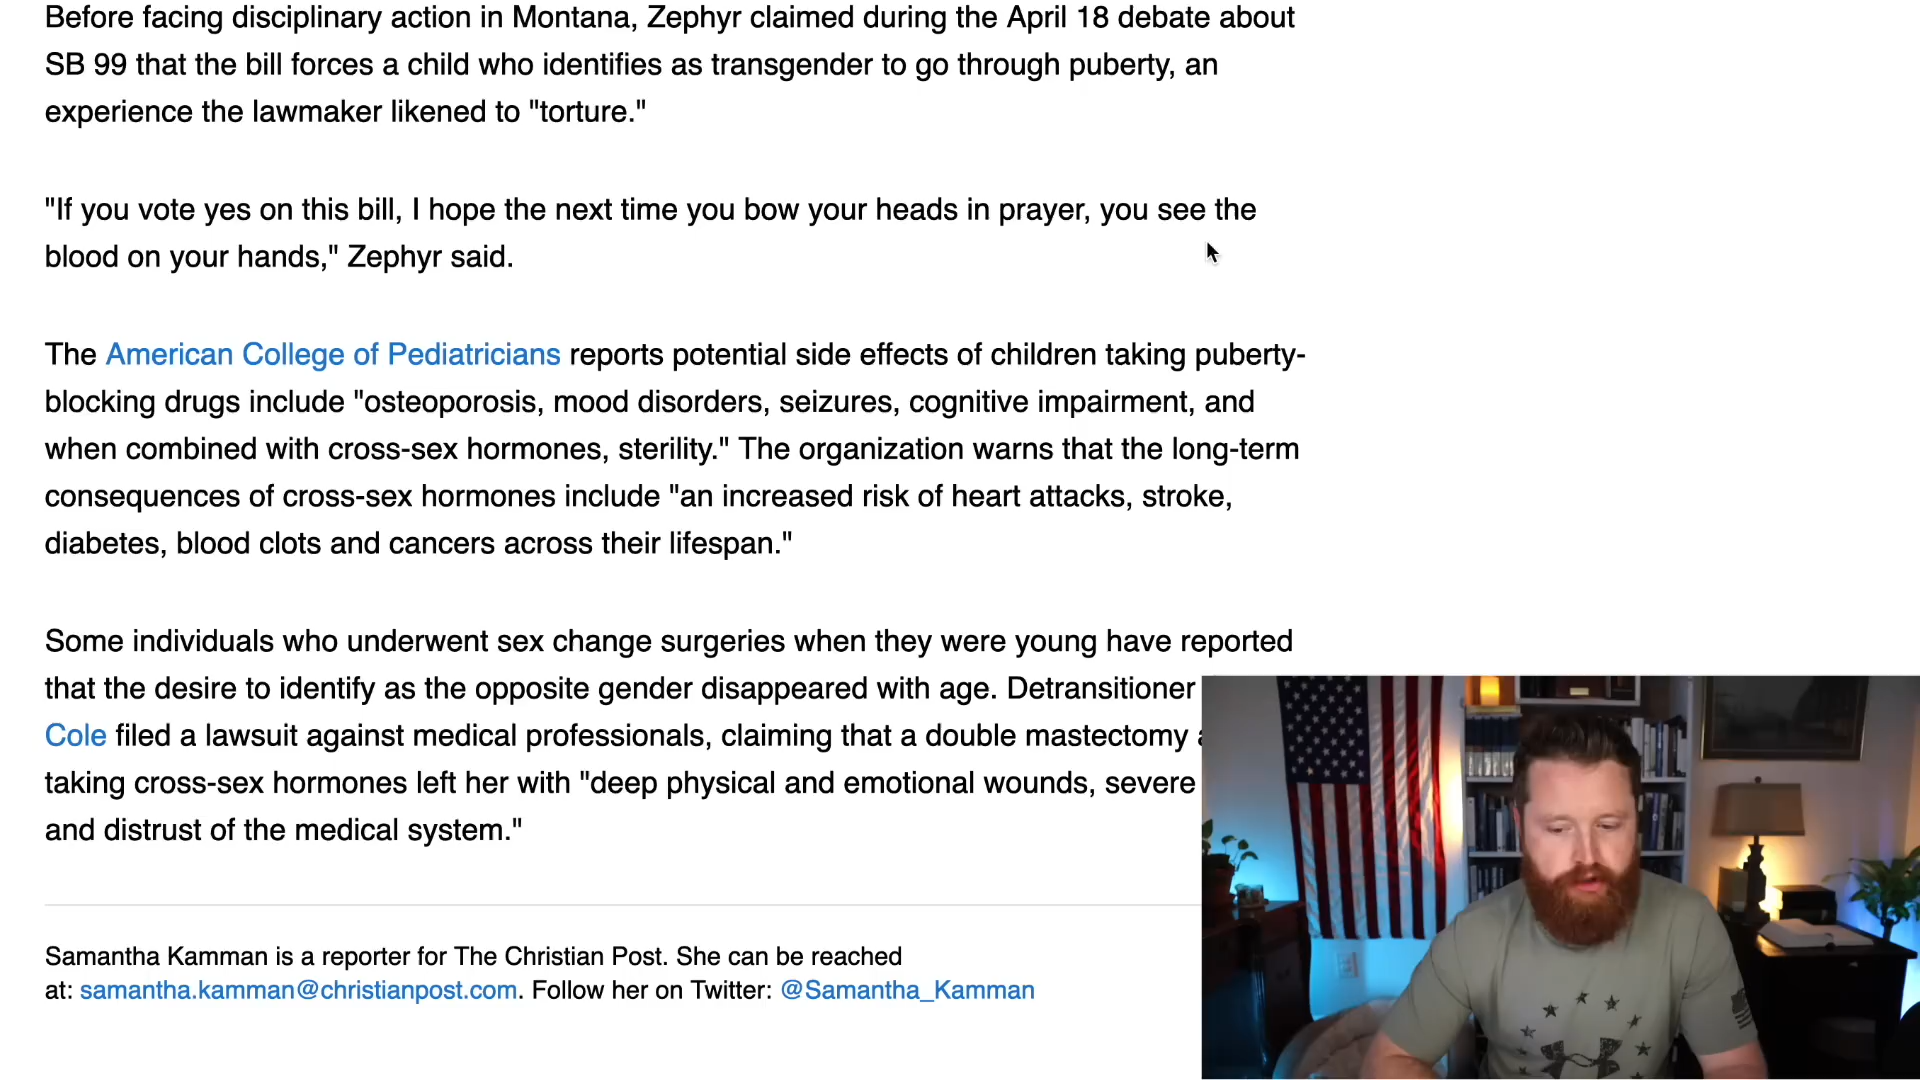 Before facing disciplinary action in Montana, Zephyr claimed during the April 18 debate about
SB 99 that the bill forces a child who identifies as transgender to go through puberty, an
experience the lawmaker likened to "torture."
"If you vote yes on this bill, I hope the next time you bow your heads in prayer, you see the
blood on your hands," Zephyr said.
The American College of Pediatricians reports potential side effects of children taking puberty-
blocking drugs include "osteoporosis, mood disorders, seizures, cognitive impairment, and
when combined with cross-sex hormones, sterility." The organization warns that the long-term
consequences of cross-sex hormones include "an increased risk of heart attacks, stroke,
diabetes, blood clots and cancers across their lifespan."
Some individuals who underwent sex change surgeries when they were young have reported
that the desire to identify as the opposite gender disappeared with age. Detransitioner
Cole filed a lawsuit against medical professionals, claiming that a double mastectomy
taking cross-sex hormones left her with "deep physical and emotional wounds, severe
and distrust of the medical system."
Samantha Kamman is a reporter for The Christian Post. She can be reached
at: samantha.kamman@christianpost.com. Follow her on Twitter: @Samantha_Kamman